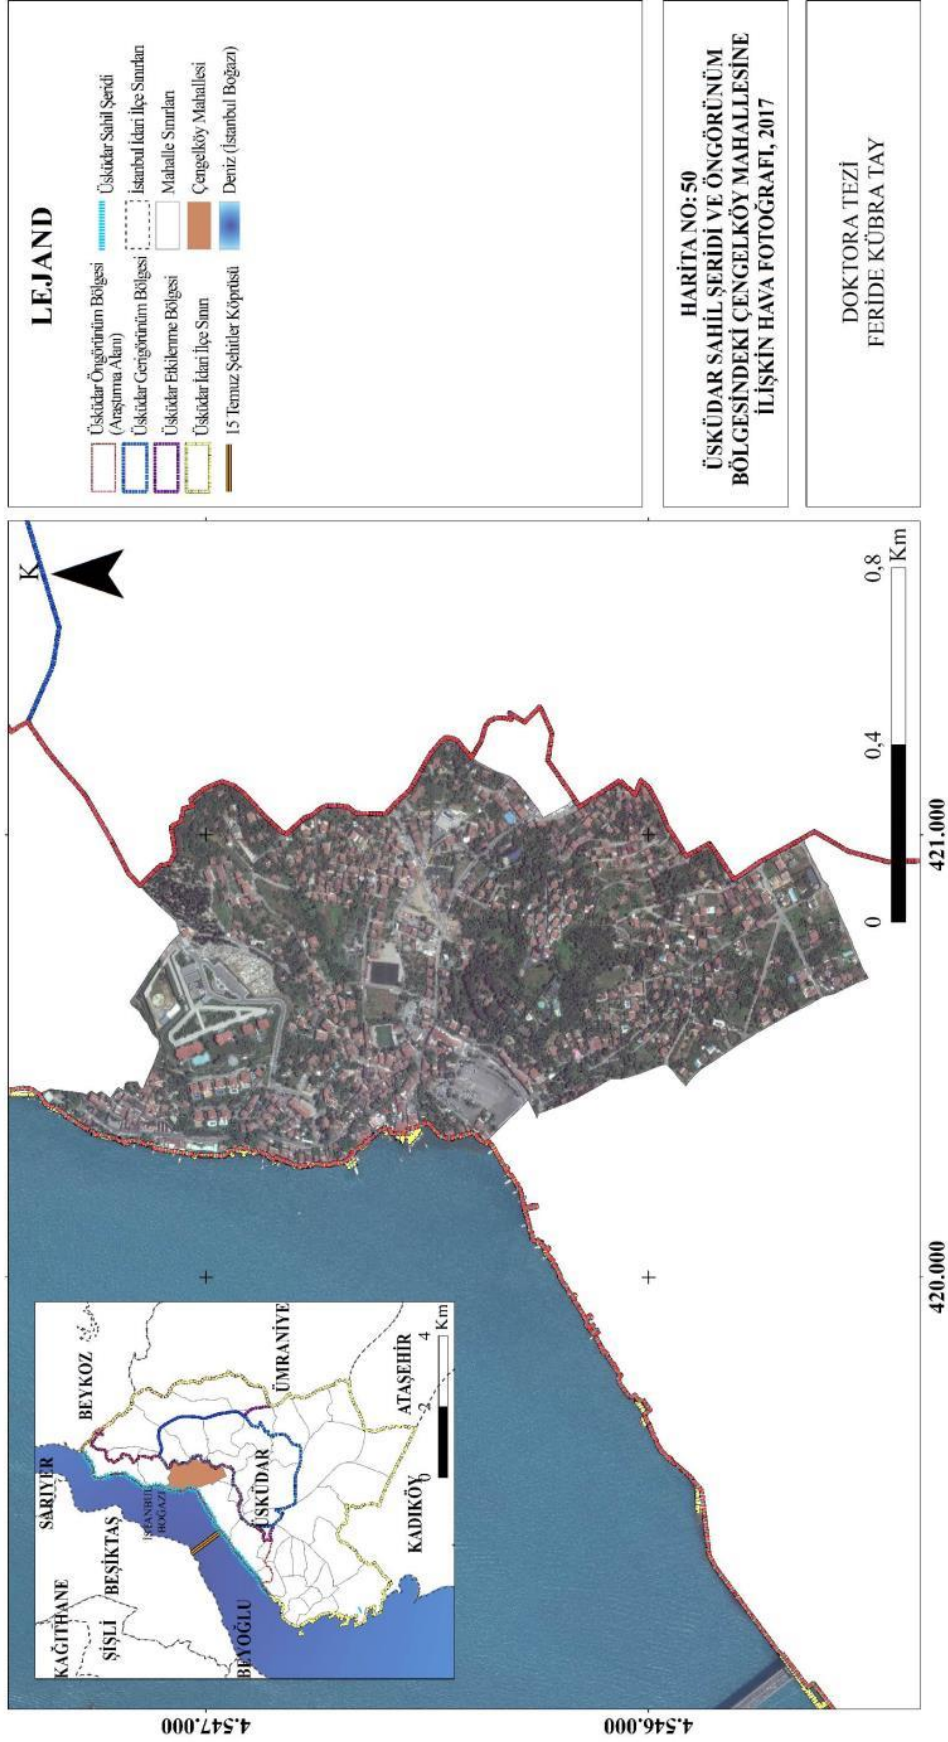 LEJAND
Üsküdar Öngörünüm Bölgesi
(Araştırma Alanı)
Üsküdar Gerigörünüm Bölgesi
Üsküdar Etkilenme Bölgesi
Üsküdar İdari İlçe Sınırı
15 Temuz Şehitler Köprüsü
Üsküdar Sahil Şeridi
İstanbul İdari İlçe Sınırları
Mahalle Sınırları
Çengelköy Mahallesi
Deniz (İstanbul Boğazı)
HARİTA NO: 50
ÜSKÜDAR SAHİL ŞERİDİ VE ÖNGÖRÜNÜM
BÖLGESİNDEKİ ÇENGELKÖY MAHALLESİNE
İLİŞKİN HAVA FOTOĞRAFI, 2017
DOKTORA TEZİ
FERİDE KÜBRA TAY
K
0 0,4 0,8
Km
421.000
420.000
4.547.000
4.546.000
KAĞITHANE
SARIYER
BEYKOZ
ŞİŞLİ
BEŞİKTAŞ
İSTANBUL
BOĞAZI
BEYOĞLU
ÜSKÜDAR
ÜMRANİYE
KADIKÖY
ATAŞEHİR
0 2 4
Km